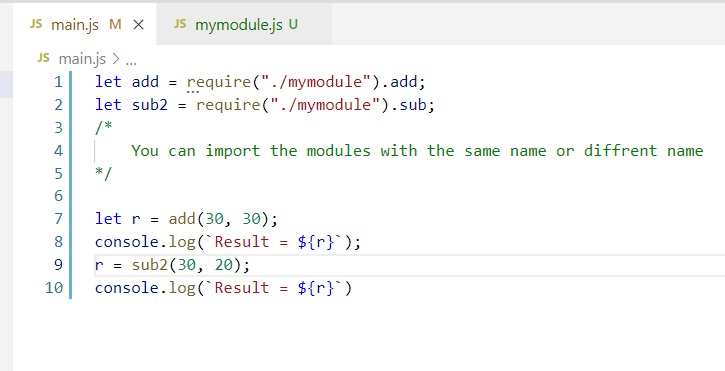 JS main.js M ×
JS mymodule.js U
JS main.js > ...
1 let add = require("./mymodule").add;
2 let sub2 = require("./mymodule").sub;
3 /*
4 You can import the modules with the same name or diffrent name
5 */
6
7 let r = add(30, 30);
8 console.log(`Result = ${r}`);
9 r = sub2(30, 20);
10 console.log(`Result = ${r}`)